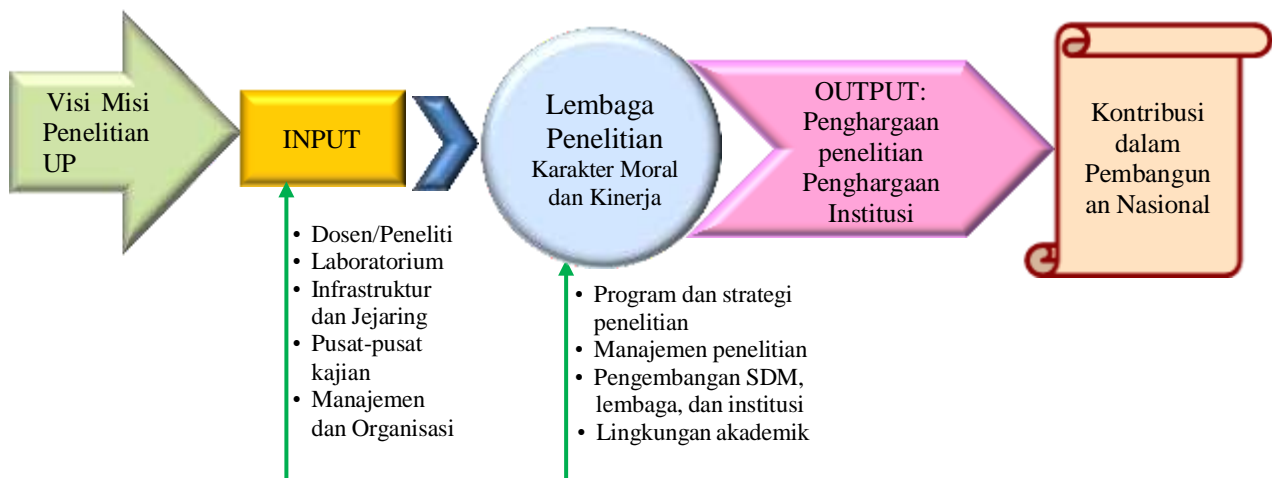 Visi Misi
Penelitian
UP
INPUT
• Dosen/Peneliti
• Laboratorium
• Infrastruktur
dan Jejaring
• Pusat-pusat
kajian
• Manajemen
dan Organisasi
Lembaga
Penelitian
Karakter Moral
dan Kinerja
• Program dan strategi
penelitian
• Manajemen penelitian
• Pengembangan SDM,
lembaga, dan institusi
• Lingkungan akademik
OUTPUT:
Penghargaan
penelitian
Penghargaan
Institusi
Kontribusi
dalam
Pembangun
an Nasional